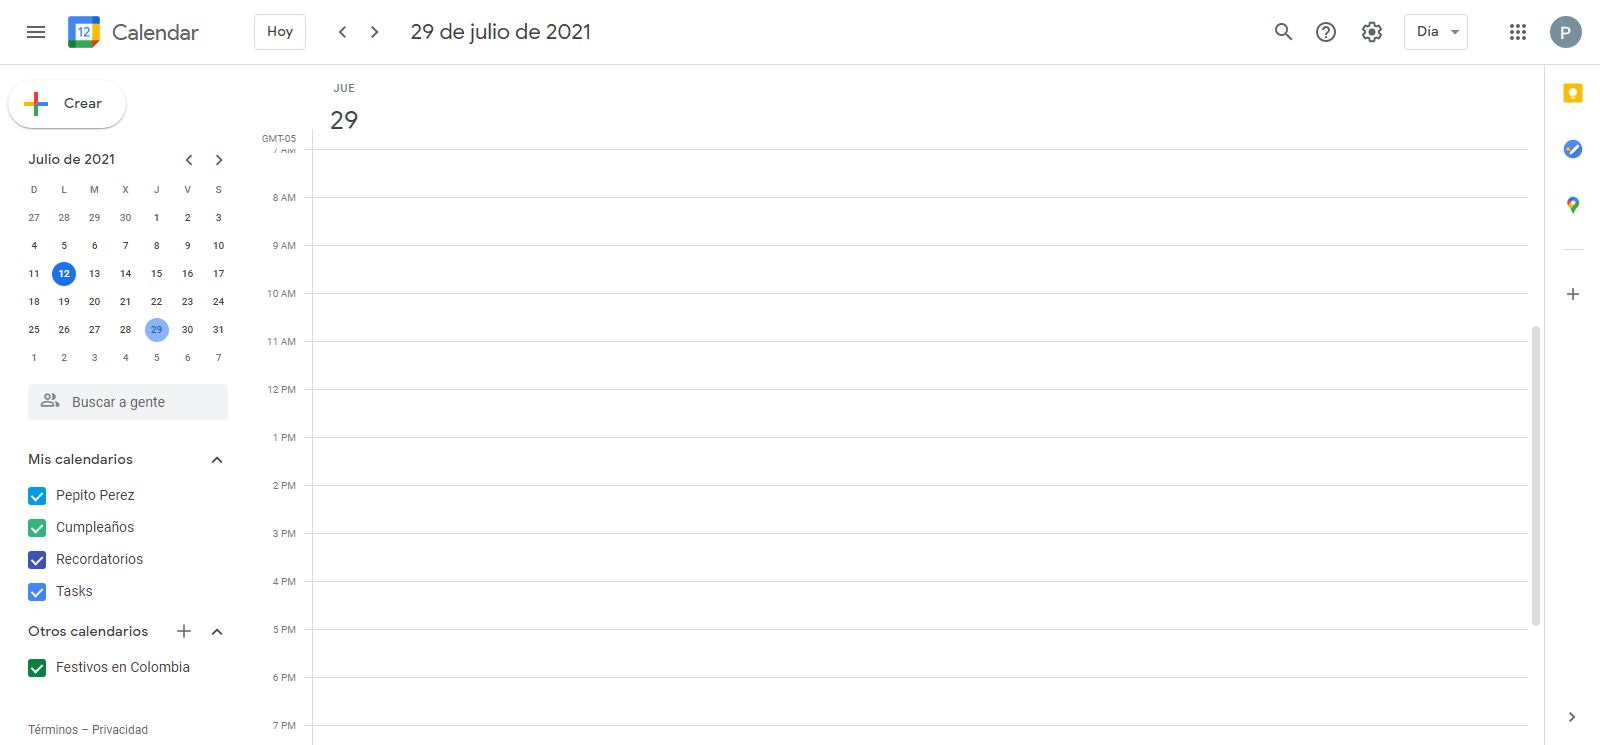 12 Calendar Hoy 29 de julio de 2021 Día P
Crear
JUE
29
GMT-05
Julio de 2021
D L M X J V S
27 28 29 30 1 2 3
4 5 6 7 8 9 10
11 12 13 14 15 16 17
18 19 20 21 22 23 24
25 26 27 28 29 30 31
1 2 3 4 5 6 7
Buscar a gente
Mis calendarios
Pepito Perez
Cumpleaños
Recordatorios
Tasks
Otros calendarios
Festivos en Colombia
Términos – Privacidad
7 AM
8 AM
9 AM
10 AM
11 AM
12 PM
1 PM
2 PM
3 PM
4 PM
5 PM
6 PM
7 PM